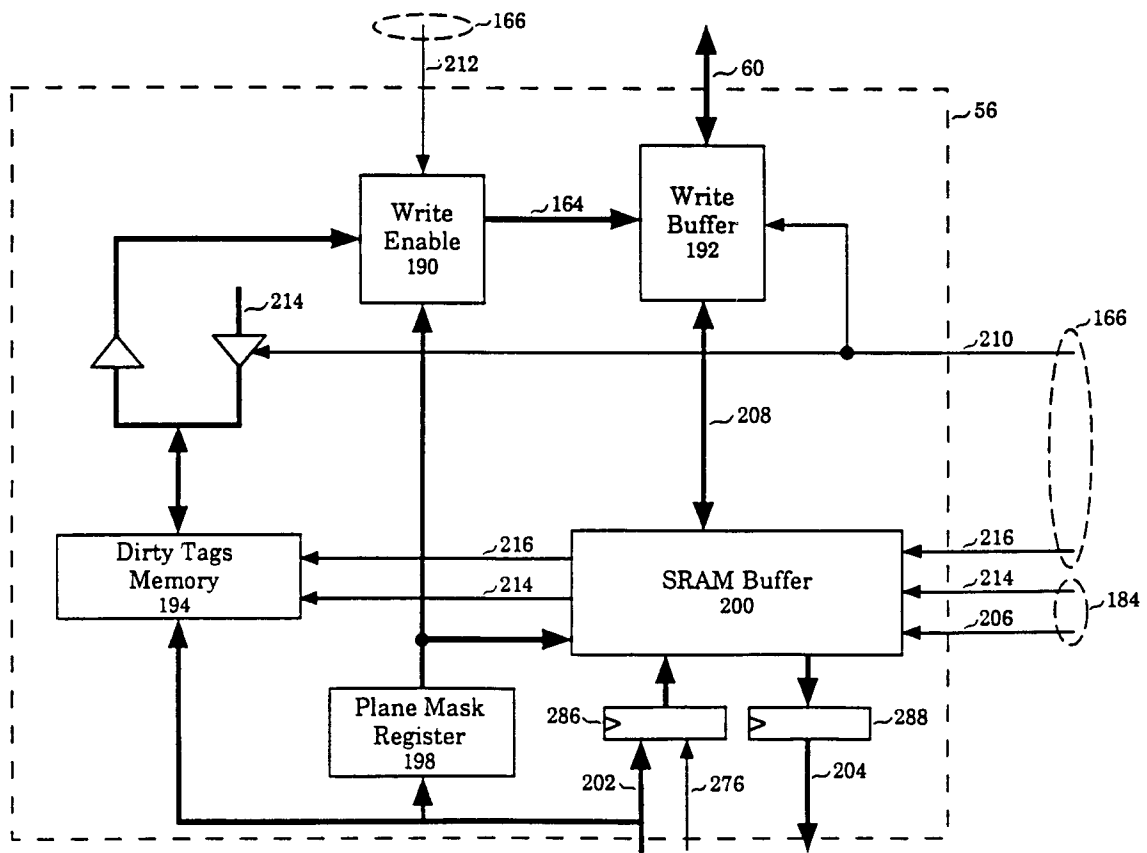 166
212
60
56
Write
Enable
190
164
Write
Buffer
192
214
166
210
208
Dirty Tags
Memory
194
216
214
SRAM Buffer
200
216
214
206
184
Plane Mask
Register
198
286
288
202
276
204